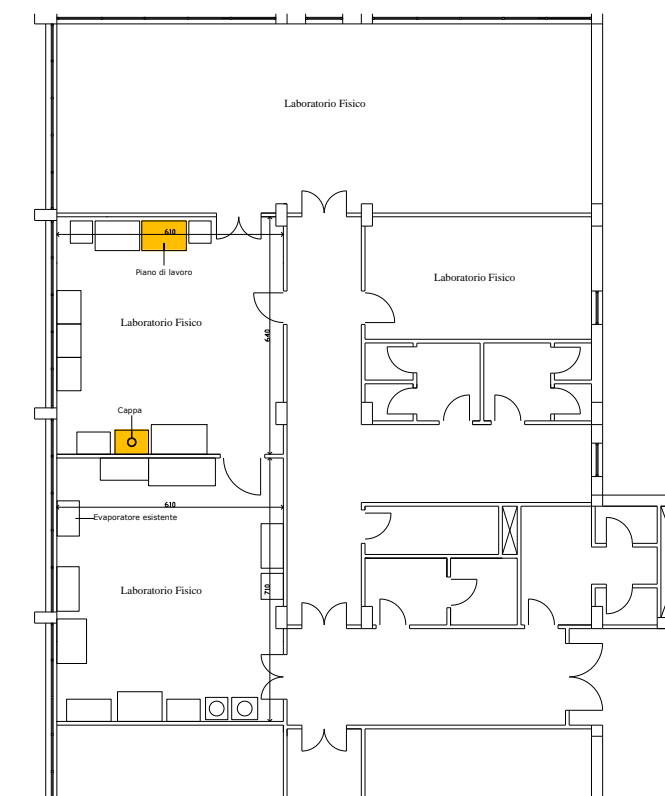 Laboratorio Fisico
610
Piano di lavoro
Laboratorio Fisico
Laboratorio Fisico
640
Cappa
610
Evaporatore esistente
Laboratorio Fisico
710